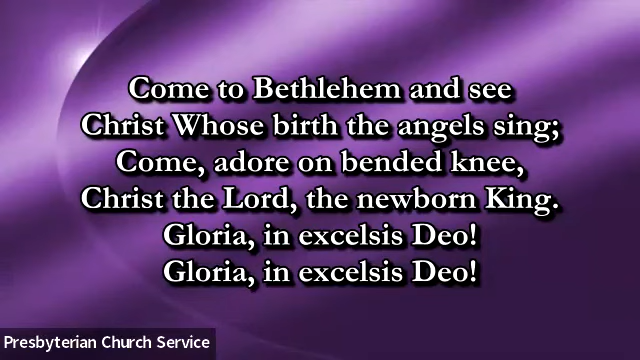 Come to Bethlehem and see
Christ Whose birth the angels sing;
Come, adore on bended knee,
Christ the Lord, the newborn King.
Gloria, in excelsis Deo!
Gloria, in excelsis Deo!
Presbyterian Church Service